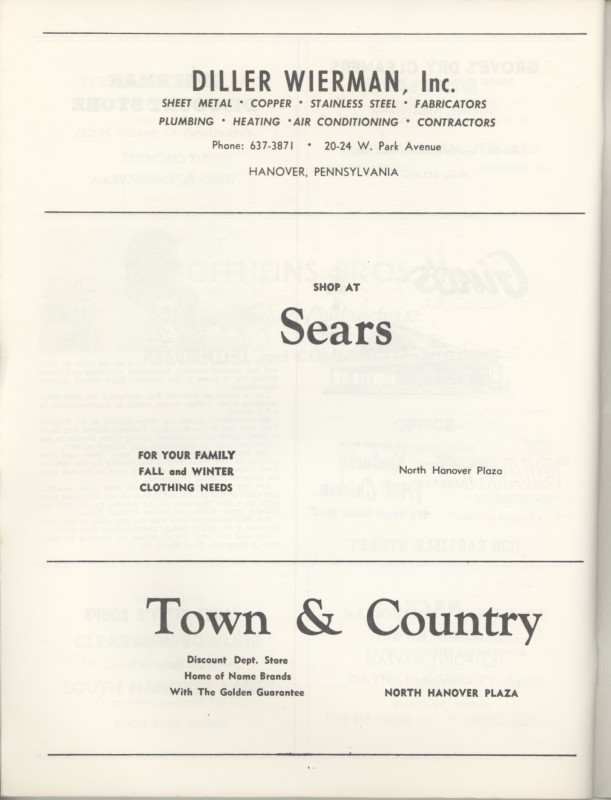 DILLER WIERMAN, Inc.
SHEET METAL • COPPER • STAINLESS STEEL • FABRICATORS
PLUMBING • HEATING • AIR CONDITIONING • CONTRACTORS
Phone: 637-3871 • 20-24 W. Park Avenue
HANOVER, PENNSYLVANIA
SHOP AT
Sears
FOR YOUR FAMILY
FALL and WINTER
CLOTHING NEEDS
North Hanover Plaza
Town & Country
Discount Dept. Store
Home of Name Brands
With The Golden Guarantee
NORTH HANOVER PLAZA